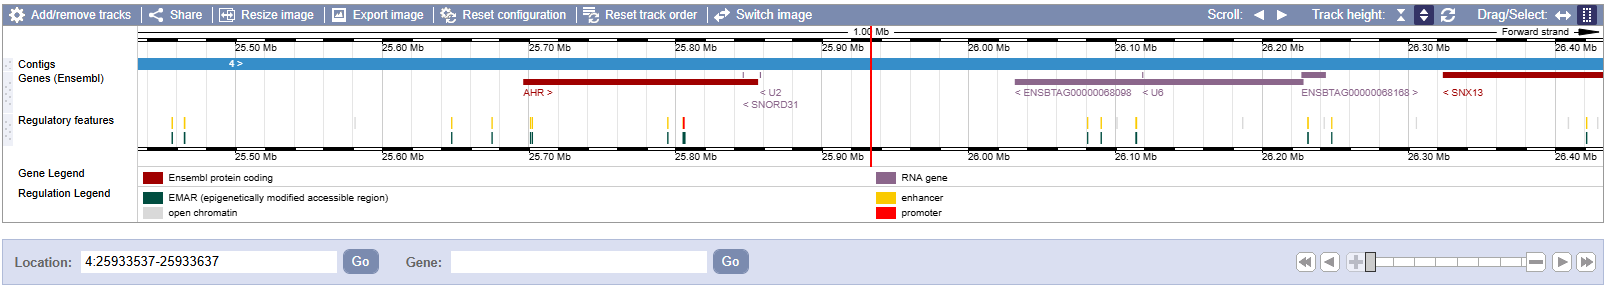 Add/remove tracks Share Resize image Export image Reset configuration Reset track order Switch image Scroll: Track height: Drag/Select:
1.00 Mb Forward strand
25.50 Mb 25.60 Mb 25.70 Mb 25.80 Mb 25.90 Mb 26.00 Mb 26.10 Mb 26.20 Mb 26.30 Mb 26.40 Mb
Contigs 4 >
Genes (Ensembl)
AHR > < U2 < ENSBTAG00000068098 < U6 ENSBTAG00000068168 > < SNX13
< SNORD31
Regulatory features
25.50 Mb 25.60 Mb 25.70 Mb 25.80 Mb 25.90 Mb 26.00 Mb 26.10 Mb 26.20 Mb 26.30 Mb 26.40 Mb
Gene Legend Ensembl protein coding RNA gene
Regulation Legend EMAR (epigenetically modified accessible region) enhancer
open chromatin promoter
Location: 4:25933537-25933637 Go Gene: Go